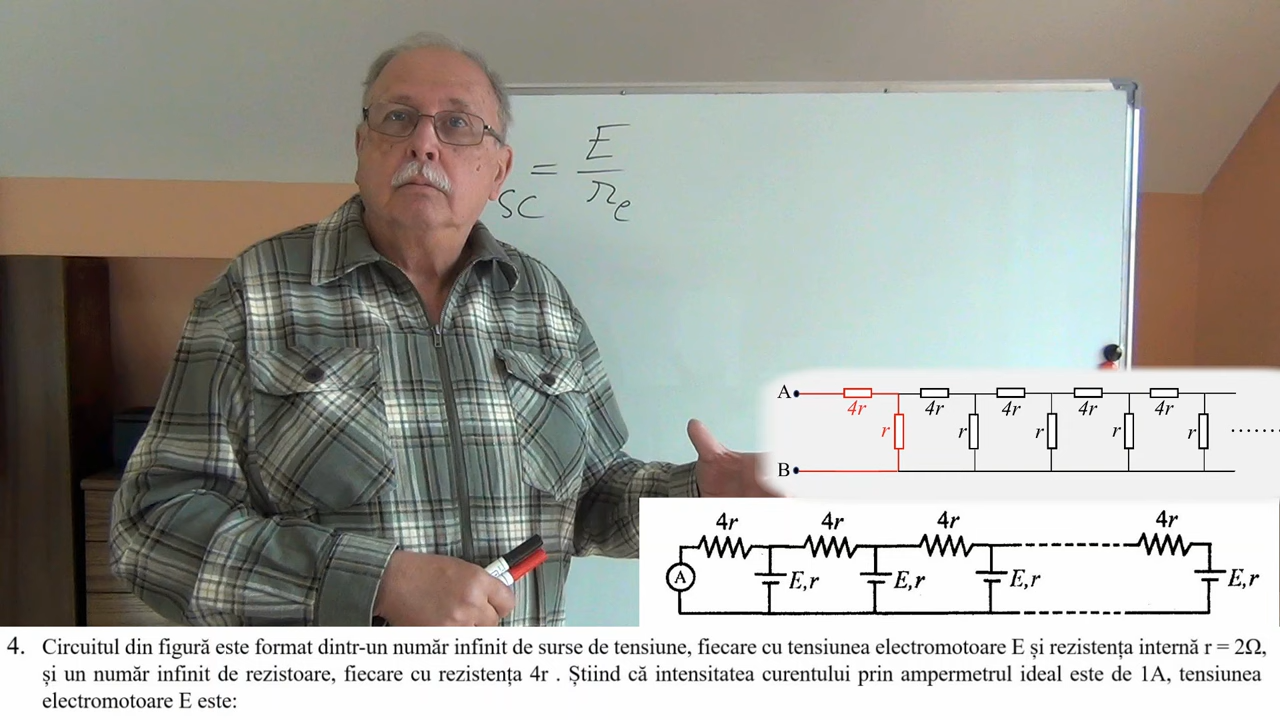 SC = E / r_e
A 4r 4r 4r 4r 4r
r r r r r ........
B
4r 4r 4r 4r
A E,r E,r E,r E,r
4. Circuitul din figură este format dintr-un număr infinit de surse de tensiune, fiecare cu tensiunea electromotoare E și rezistența internă r = 2Ω,
și un număr infinit de rezistoare, fiecare cu rezistența 4r . Știind că intensitatea curentului prin ampermetrul ideal este de 1A, tensiunea
electromotoare E este: